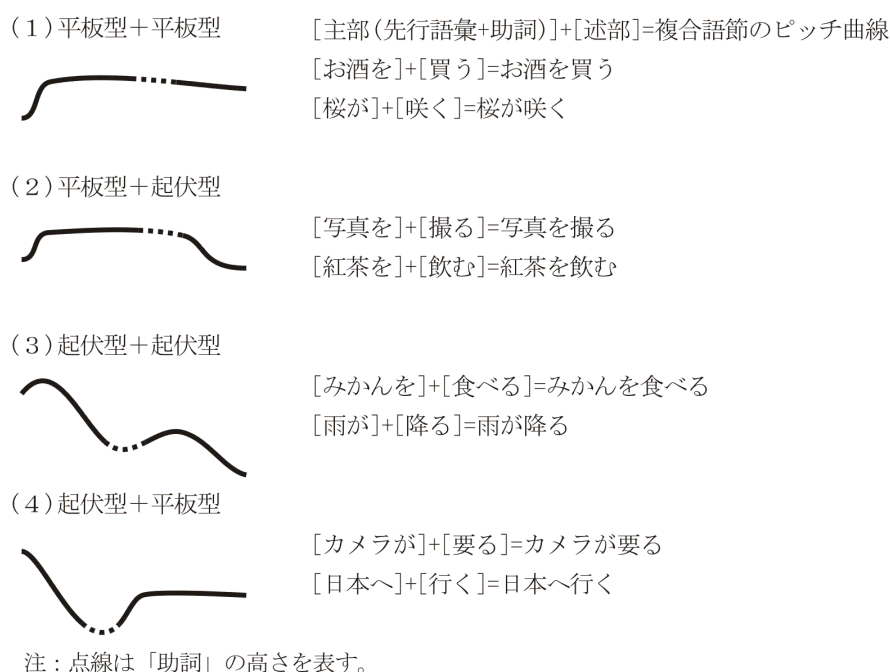 (1)平板型＋平板型
[主部(先行語彙+助詞)]+[述部]=複合語節のピッチ曲線
[お酒を]+[買う]=お酒を買う
[桜が]+[咲く]=桜が咲く
(2)平板型＋起伏型
[写真を]+[撮る]=写真を撮る
[紅茶を]+[飲む]=紅茶を飲む
(3)起伏型＋起伏型
[みかんを]+[食べる]=みかんを食べる
[雨が]+[降る]=雨が降る
(4)起伏型＋平板型
[カメラが]+[要る]=カメラが要る
[日本へ]+[行く]=日本へ行く
注：点線は「助詞」の高さを表す。